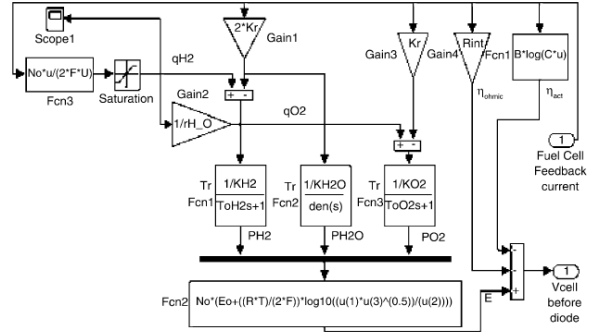 Scope1
2*Kr
Gain1
Kr
Gain3
Rint
Gain4
Fcn1
B*log(C*u)
No*u/(2*F*U)
Fcn3
Saturation
qH2
+ -
Gain2
1/rH_O
qO2
+ -
ηohmic
ηact
1
Fuel Cell
Feedback
current
Tr
Fcn1
1/KH2
ToH2s+1
Tr
Fcn2
1/KH2O
den(s)
Tr
Fcn3
1/KO2
ToO2s+1
PH2
PH2O
PO2
Fcn2
No*(Eo+((R*T)/(2*F))*log10((u(1)*u(3)^(0.5))/(u(2))))
E
-
-
+
1
Vcell
before
diode